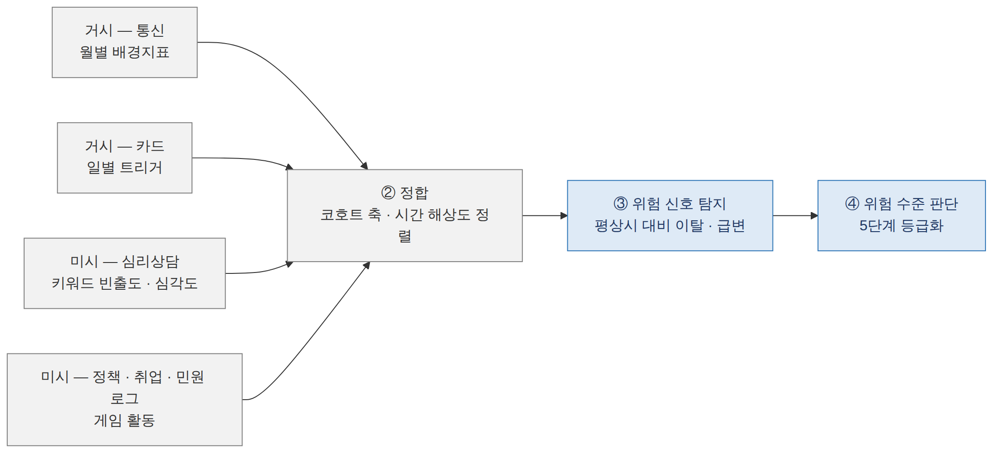 거시 — 통신
월별 배경지표
거시 — 카드
일별 트리거
미시 — 심리상담
키워드 빈출도 · 심각도
미시 — 정책 · 취업 · 민원
로그
게임 활동
② 정합
코호트 축 · 시간 해상도 정
렬
③ 위험 신호 탐지
평상시 대비 이탈 · 급변
④ 위험 수준 판단
5단계 등급화